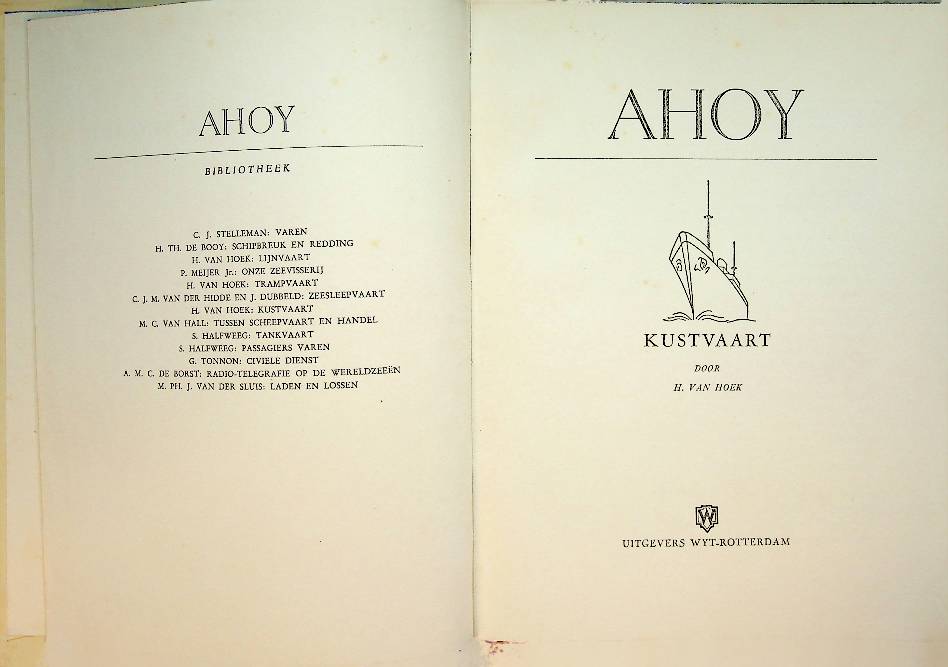 AHOY
BIBLIOTHEEK
C. J. STELLEMAN: VAREN
H. TH. DE BOOY: SCHIPBREUK EN REDDING
H. VAN HOEK: LIJNVAART
P. MEIJER Jr.: ONZE ZEEVISSERIJ
H. VAN HOEK: TRAMPVAART
C. J. M. VAN DER HIDDE EN J. DUBBELD: ZEESLEEPVAART
H. VAN HOEK: KUSTVAART
M. C. VAN HALL: TUSSEN SCHEEPVAART EN HANDEL
S. HALFWEEG: TANKVAART
S. HALFWEEG: PASSAGIERS VAREN
G. TONNON: CIVIELE DIENST
A. M. C. DE BORST: RADIO-TELEGRAFIE OP DE WERELDZEEËN
M. PH. J. VAN DER SLUIS: LADEN EN LOSSEN
AHOY
KUSTVAART
DOOR
H. VAN HOEK
W
UITGEVERS WYT-ROTTERDAM